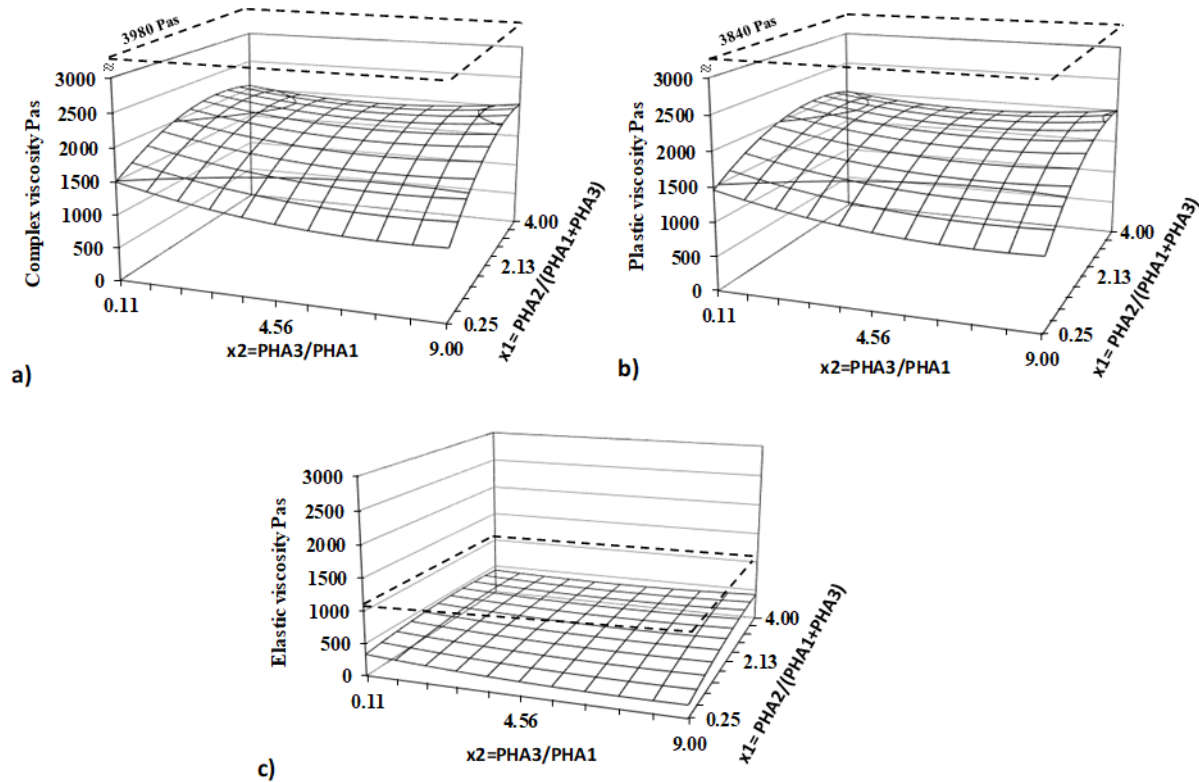 3980 Pas
3000
2500
2000
1500
1000
500
0
Complex viscosity Pas
0.11
4.56
9.00
x2=PHA3/PHA1
0.25
2.13
4.00
x1= PHA2/(PHA1+PHA3)
a)
3840 Pas
3000
2500
2000
1500
1000
500
0
Plastic viscosity Pas
0.11
4.56
9.00
x2=PHA3/PHA1
0.25
2.13
4.00
x1= PHA2/(PHA1+PHA3)
b)
3000
2500
2000
1500
1000
500
0
Elastic viscosity Pas
0.11
4.56
9.00
x2=PHA3/PHA1
0.25
2.13
4.00
x1= PHA2/(PHA1+PHA3)
c)